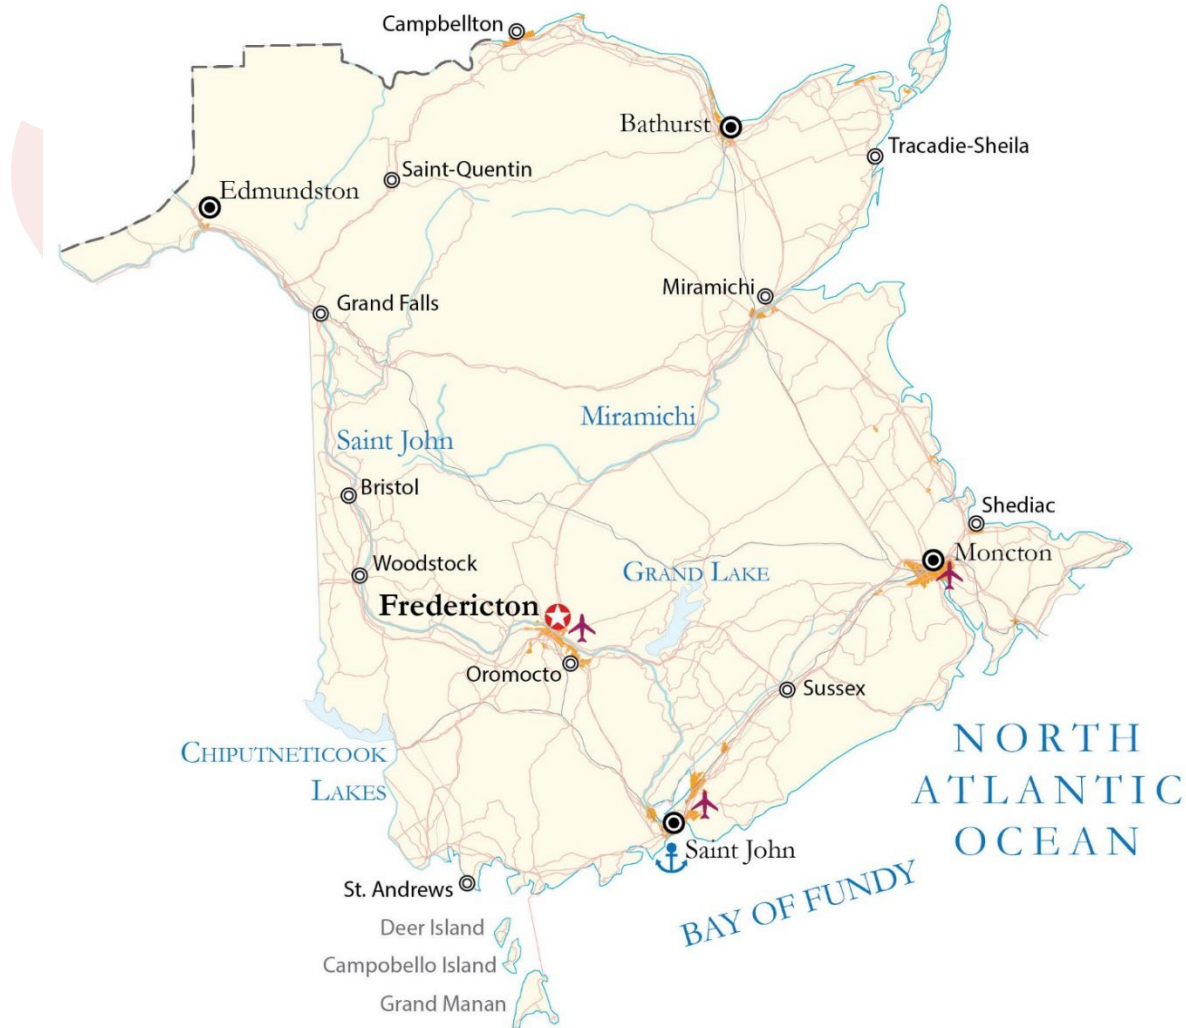 Campbellton
Bathurst
Tracadie-Sheila
Saint-Quentin
Edmundston
Miramichi
Grand Falls
Miramichi
Saint John
Bristol
Shediac
Moncton
Woodstock
GRAND LAKE
Fredericton
Oromocto
Sussex
CHIPUTNETICOOK
LAKES
NORTH
ATLANTIC
OCEAN
Saint John
BAY OF FUNDY
St. Andrews
Deer Island
Campobello Island
Grand Manan